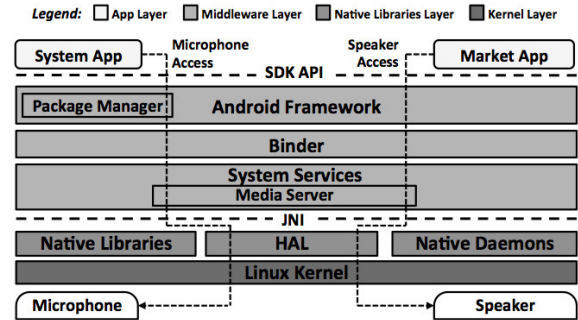 Legend: App Layer Middleware Layer Native Libraries Layer Kernel Layer
System App
Microphone
Access
Speaker
Access
Market App
SDK API
Package Manager
Android Framework
Binder
System Services
Media Server
JNI
Native Libraries
HAL
Native Daemons
Linux Kernel
Microphone
Speaker